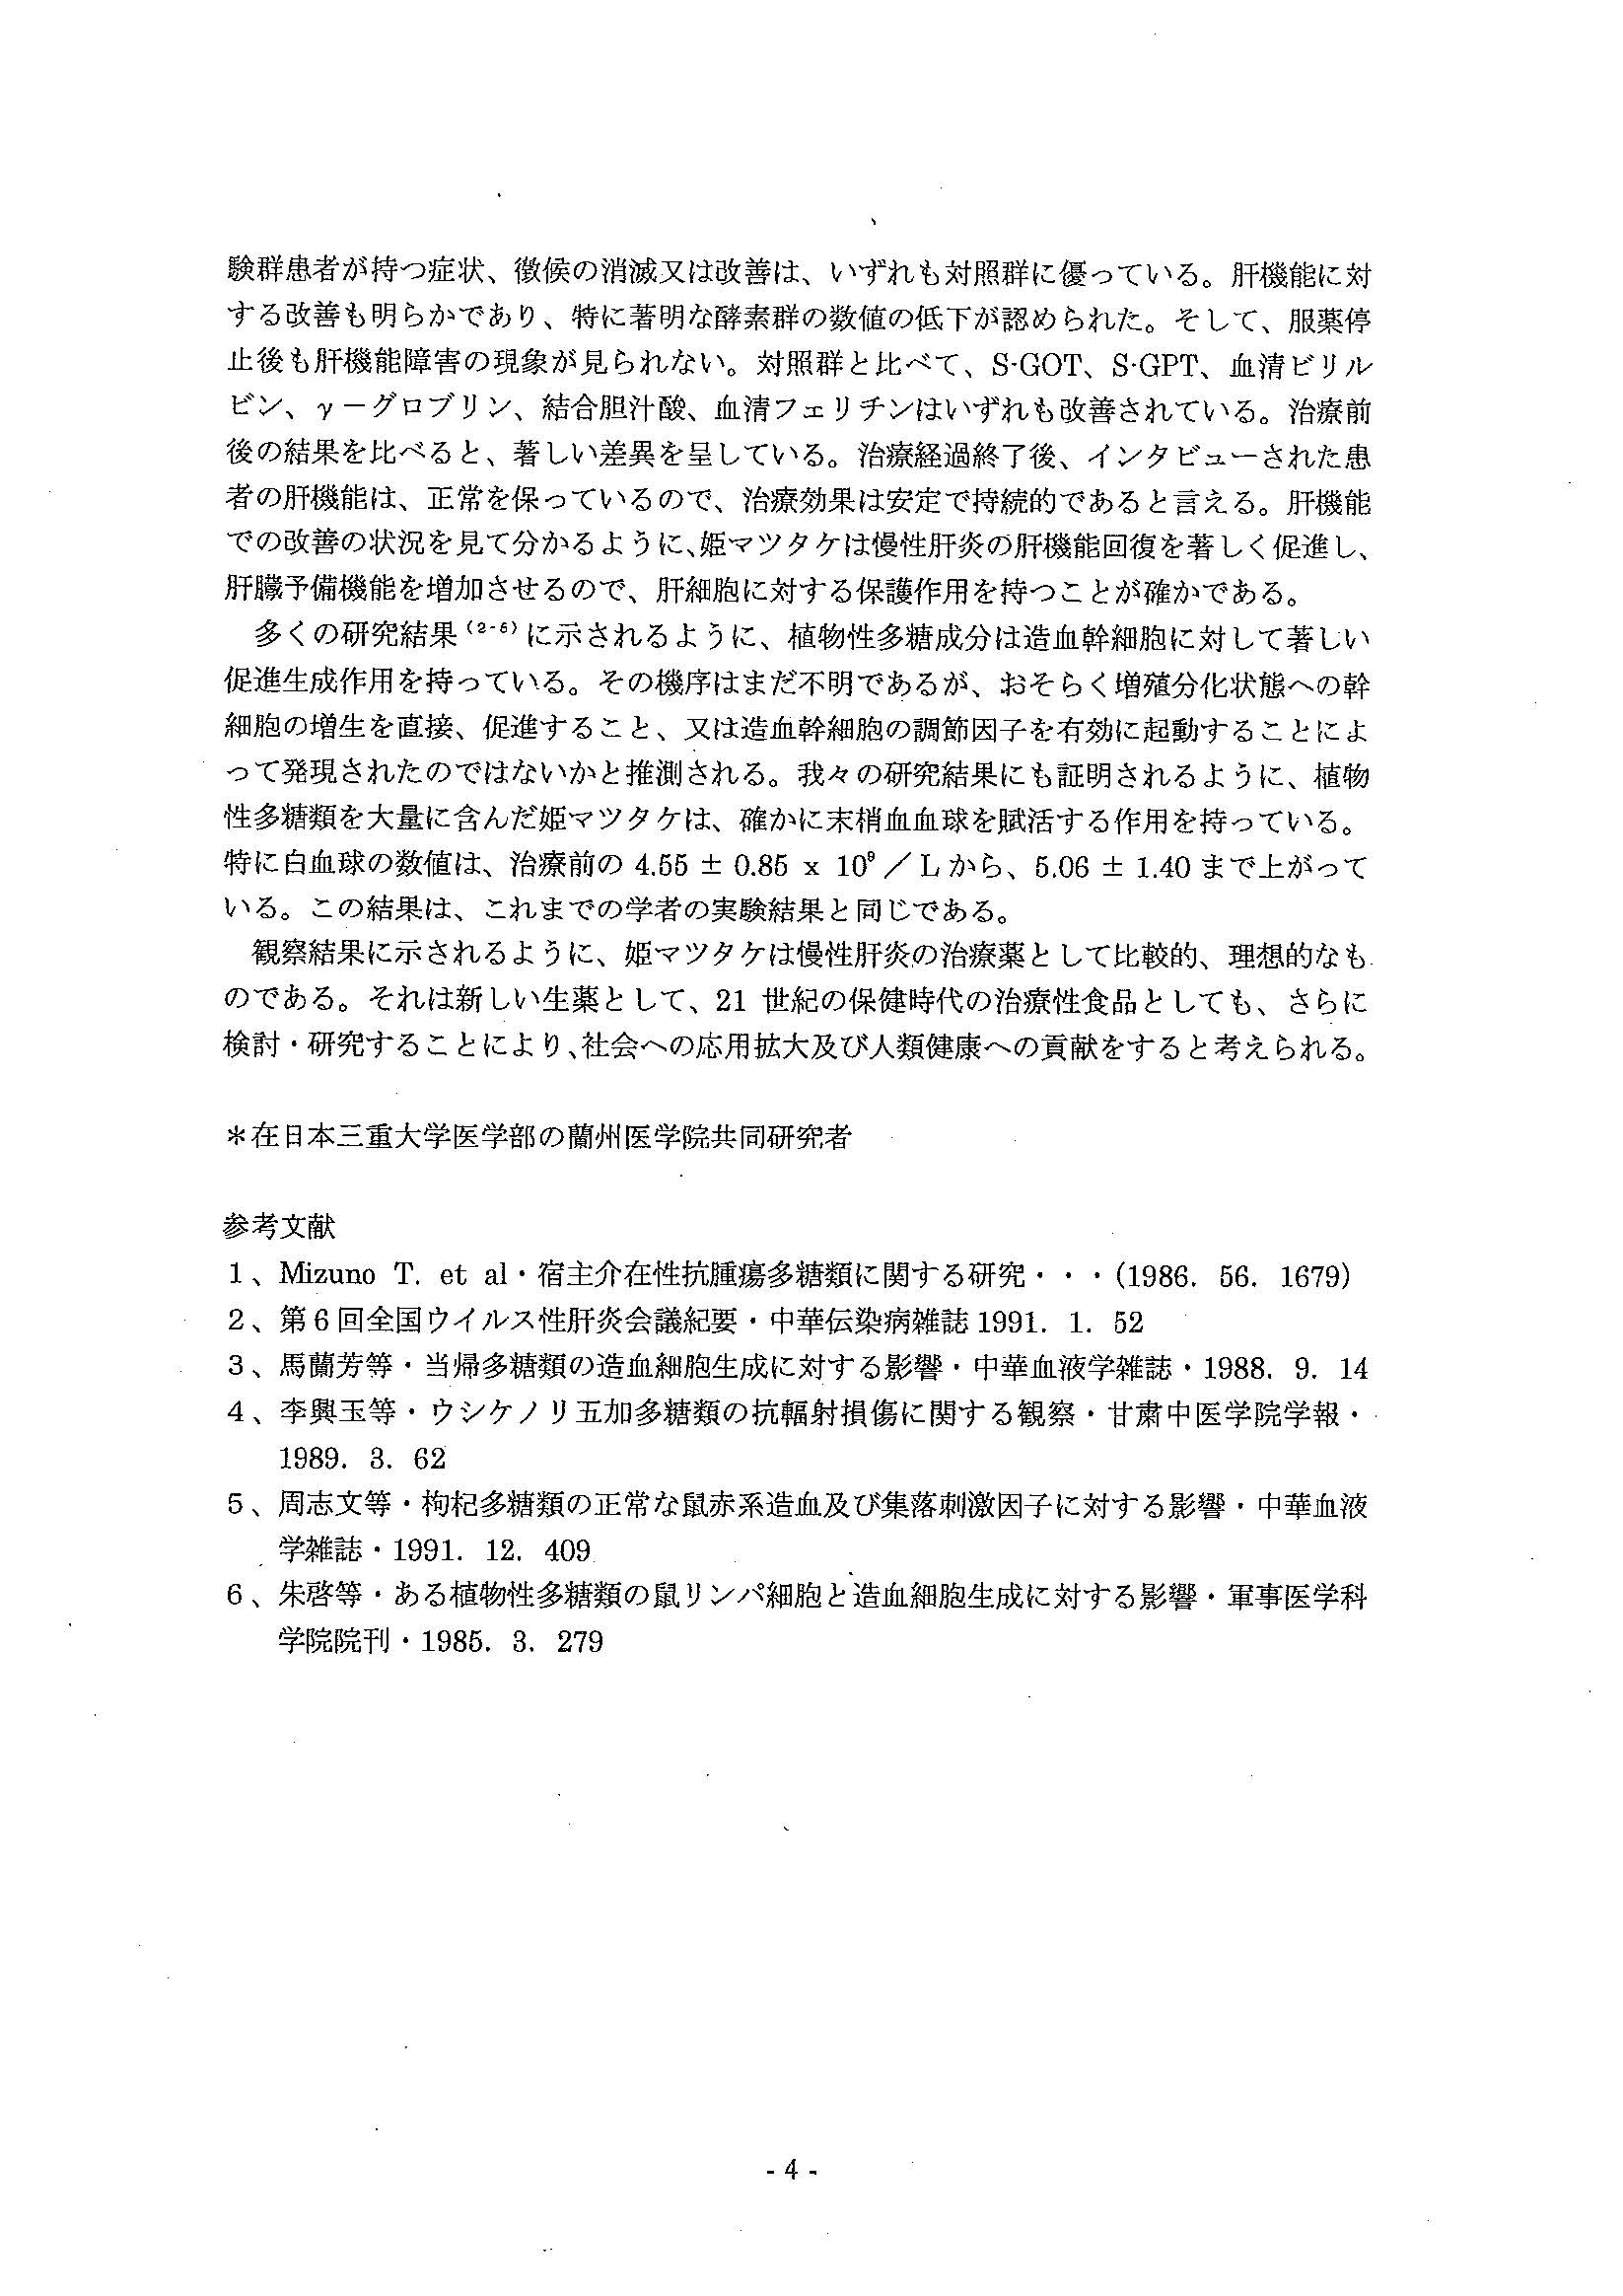 験群患者が持つ症状、徴候の消滅又は改善は、いずれも対照群に優っている。肝機能に対
する改善も明らかであり、特に著明な酵素群の数値の低下が認められた。そして、服薬停
止後も肝機能障害の現象が見られない。対照群と比べて、S-GOT、S-GPT、血清ビリル
ビン、γ－グロブリン、結合胆汁酸、血清フェリチンはいずれも改善されている。治療前
後の結果を比べると、著しい差異を呈している。治療経過終了後、インタビューされた患
者の肝機能は、正常を保っているので、治療効果は安定で持続的であると言える。肝機能
での改善の状況を見て分かるように、姫マツタケは慢性肝炎の肝機能回復を著しく促進し、
肝臓予備機能を増加させるので、肝細胞に対する保護作用を持つことが確かである。
多くの研究結果(2-6)に示されるように、植物性多糖成分は造血幹細胞に対して著しい
促進生成作用を持っている。その機序はまだ不明であるが、おそらく増殖分化状態への幹
細胞の増生を直接、促進すること、又は造血幹細胞の調節因子を有効に起動することによ
って発現されたのではないかと推測される。我々の研究結果にも証明されるように、植物
性多糖類を大量に含んだ姫マツタケは、確かに末梢血血球を賦活する作用を持っている。
特に白血球の数値は、治療前の 4.55 ± 0.85 x 10⁹／L から、5.06 ± 1.40 まで上がって
いる。この結果は、これまでの学者の実験結果と同じである。
観察結果に示されるように、姫マツタケは慢性肝炎の治療薬として比較的、理想的なも
のである。それは新しい生薬として、21 世紀の保健時代の治療性食品としても、さらに
検討・研究することにより、社会への応用拡大及び人類健康への貢献をすると考えられる。
＊在日本三重大学医学部の蘭州医学院共同研究者
参考文献
1、Mizuno T. et al・宿主介在性抗腫瘍多糖類に関する研究・・・(1986. 56. 1679)
2、第6回全国ウイルス性肝炎会議紀要・中華伝染病雑誌 1991. 1. 52
3、馬蘭芳等・当帰多糖類の造血細胞生成に対する影響・中華血液学雑誌・1988. 9. 14
4、李興玉等・ウシケノリ五加多糖類の抗輻射損傷に関する観察・甘粛中医学院学報・
1989. 3. 62
5、周志文等・枸杞多糖類の正常な鼠赤系造血及び集落刺激因子に対する影響・中華血液
学雑誌・1991. 12. 409
6、朱啓等・ある植物性多糖類の鼠リンパ細胞と造血細胞生成に対する影響・軍事医学科
学院院刊・1985. 3. 279
- 4 -